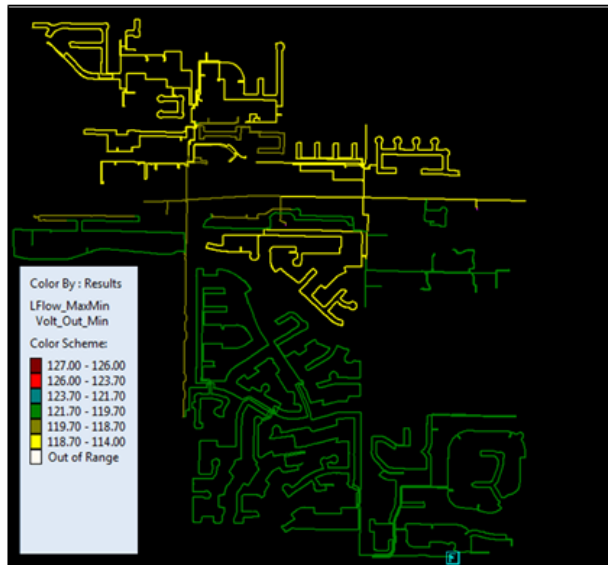 Color By : Results
LFlow_MaxMin
Volt_Out_Min
Color Scheme:
127.00 - 126.00
126.00 - 123.70
123.70 - 121.70
121.70 - 119.70
119.70 - 118.70
118.70 - 114.00
Out of Range